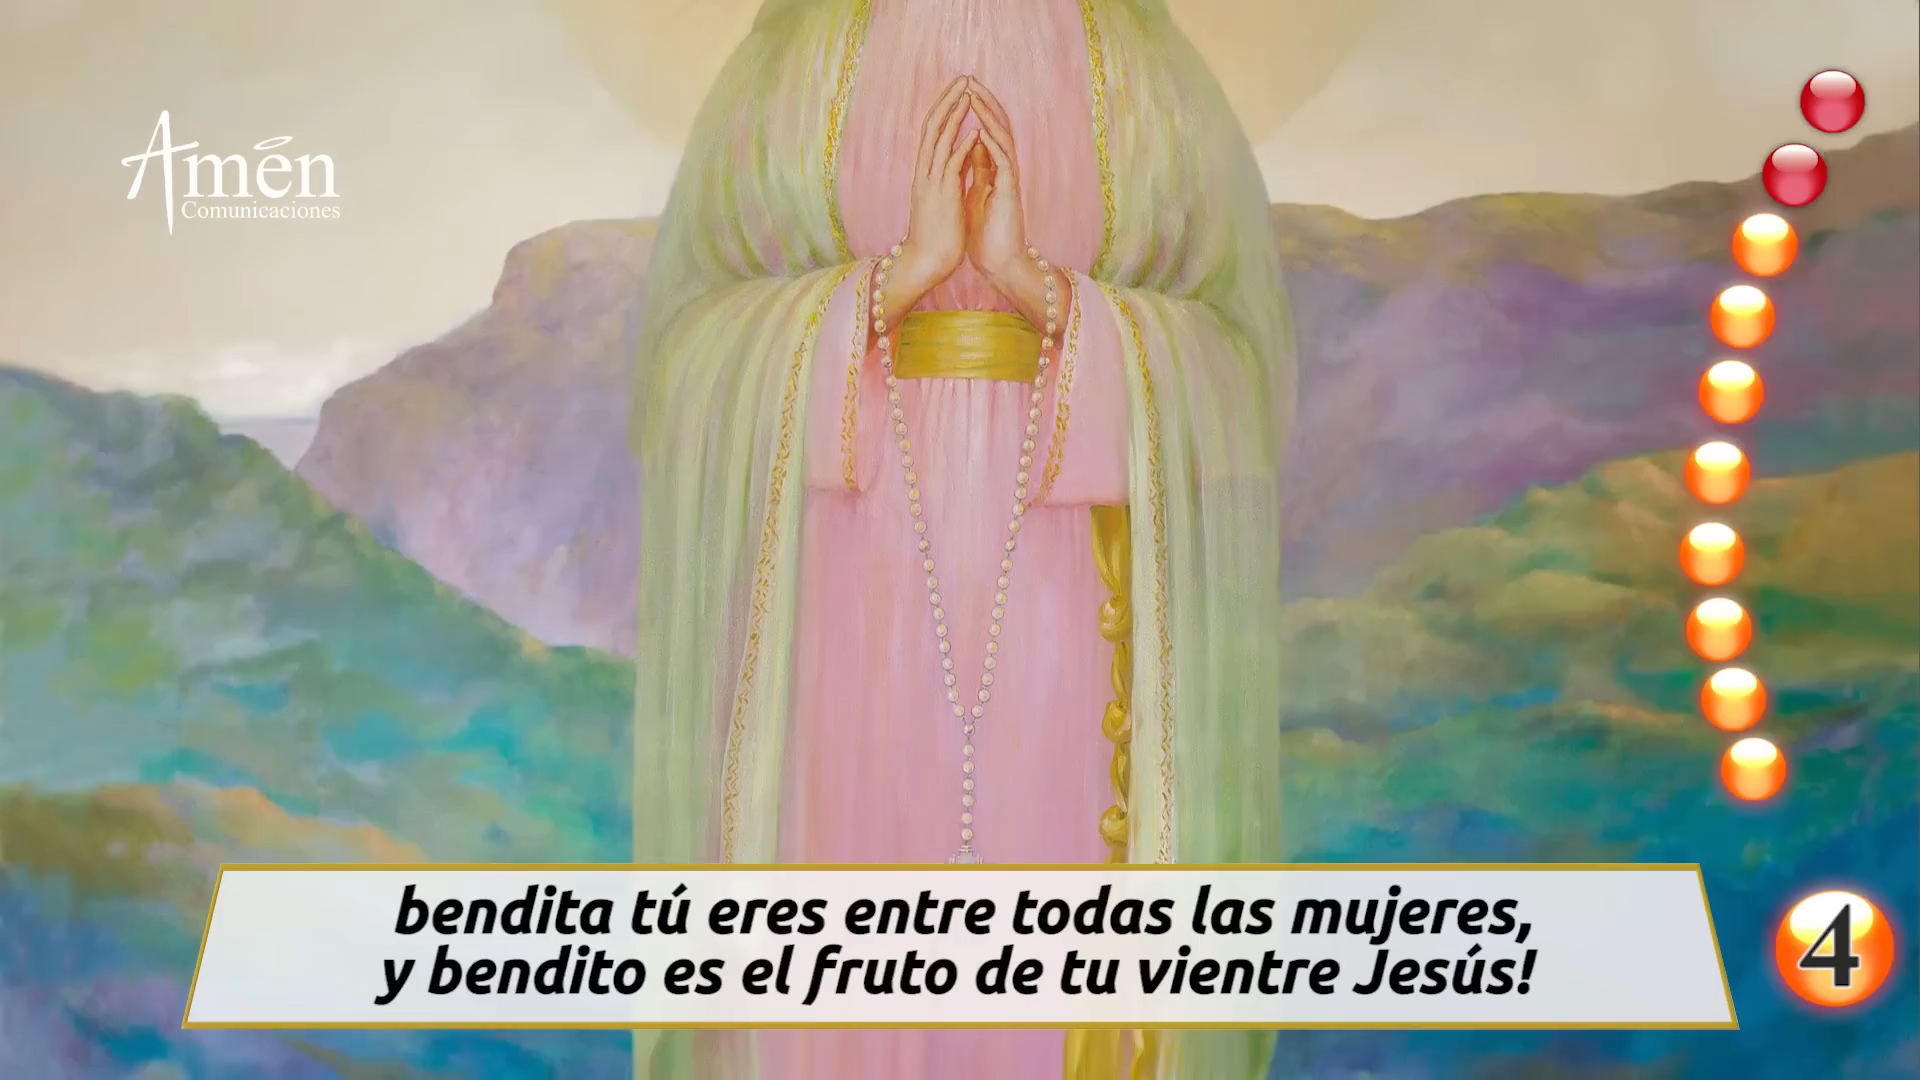 Amén
Comunicaciones
bendita tú eres entre todas las mujeres,
y bendito es el fruto de tu vientre Jesús!
4